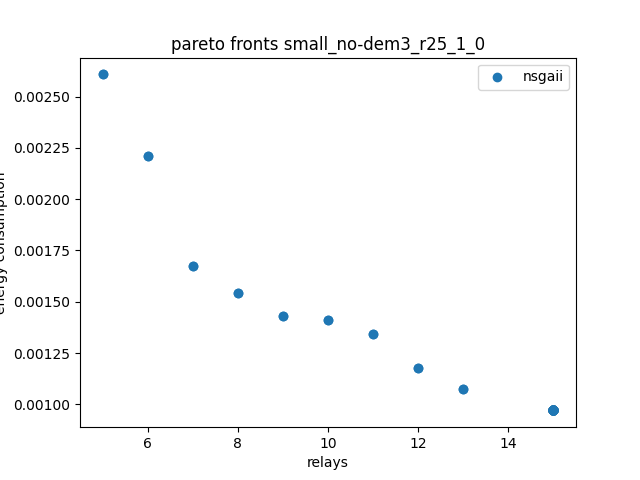 pareto fronts small_no-dem3_r25_1_0
nsgaii
0.00250
0.00225
0.00200
0.00175
0.00150
0.00125
0.00100
energy consumption
6 8 10 12 14
relays